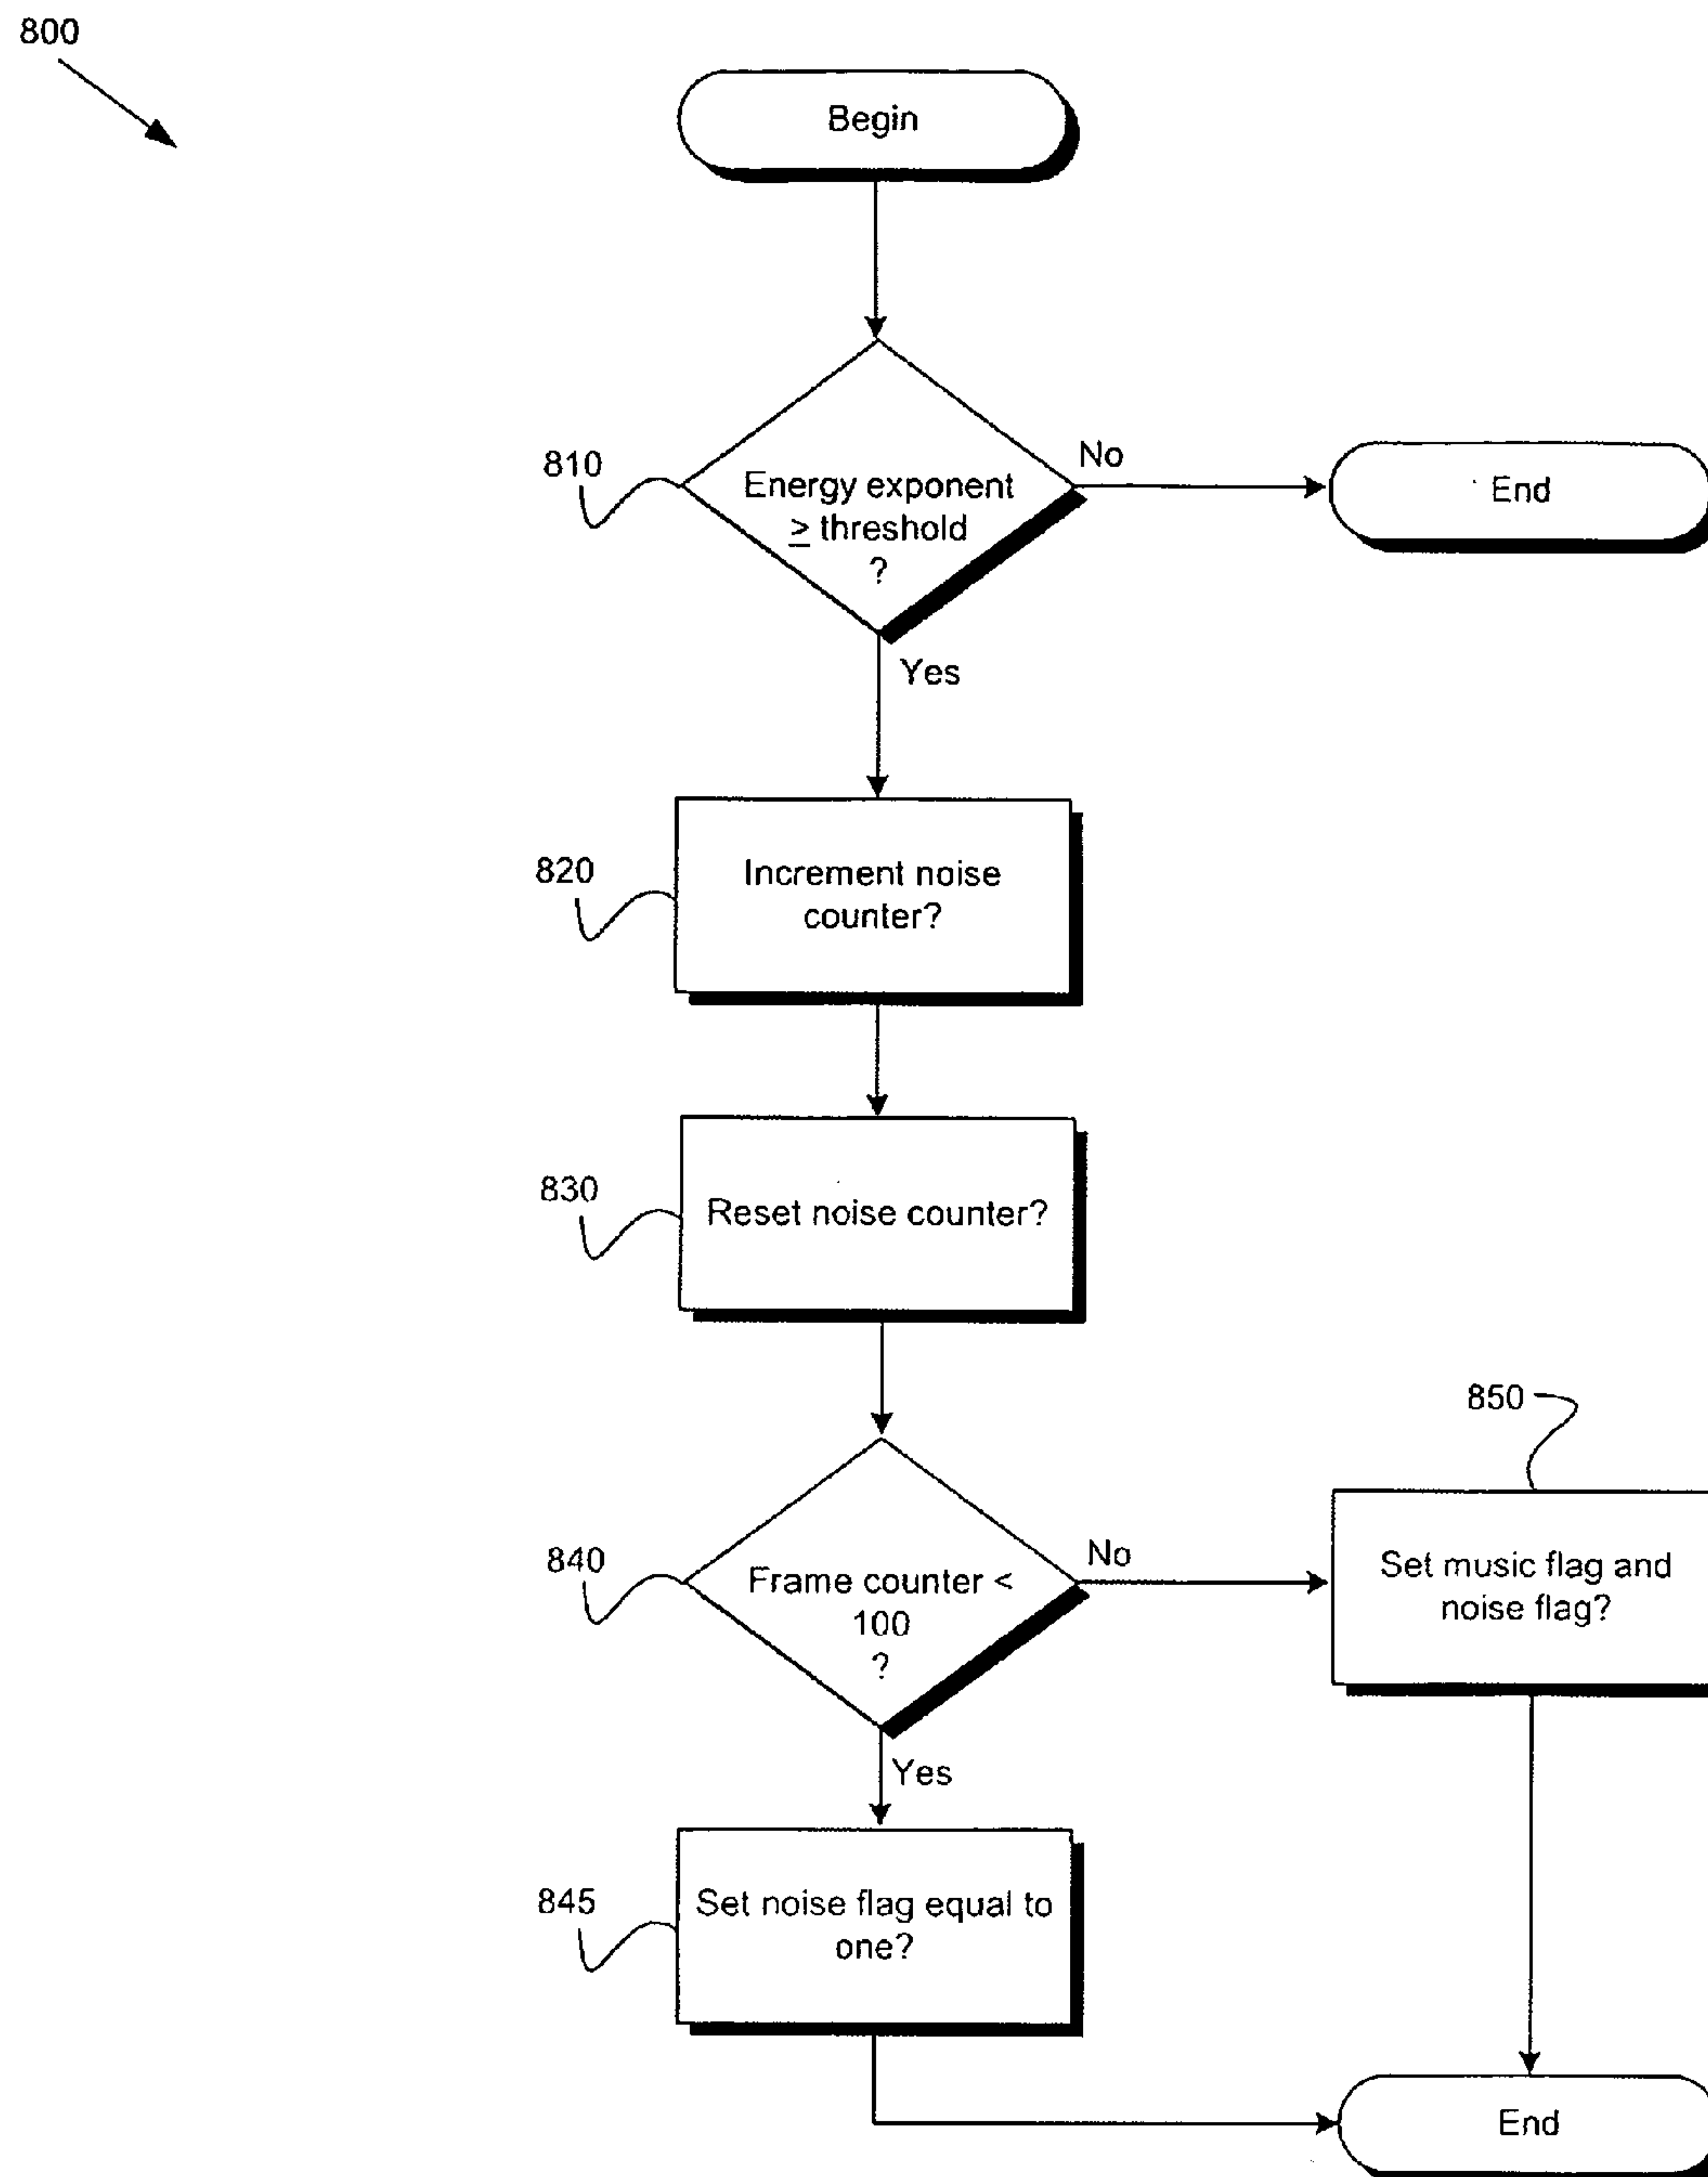 800
Begin
810
Energy exponent
≥ threshold
?
No
End
Yes
820
Increment noise
counter?
830
Reset noise counter?
840
Frame counter <
100
?
No
850
Set music flag and
noise flag?
Yes
845
Set noise flag equal to
one?
End